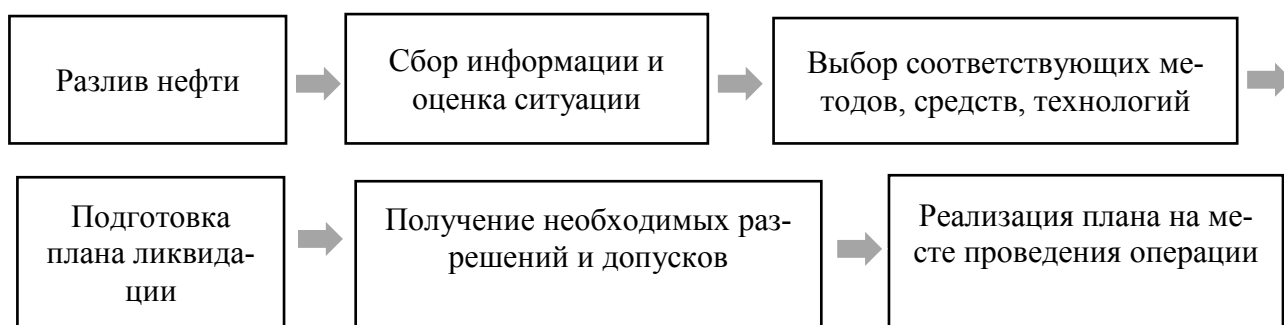 Разлив нефти
Сбор информации и
оценка ситуации
Выбор соответствующих ме-
тодов, средств, технологий
Подготовка
плана ликвида-
ции
Получение необходимых раз-
решений и допусков
Реализация плана на ме-
сте проведения операции